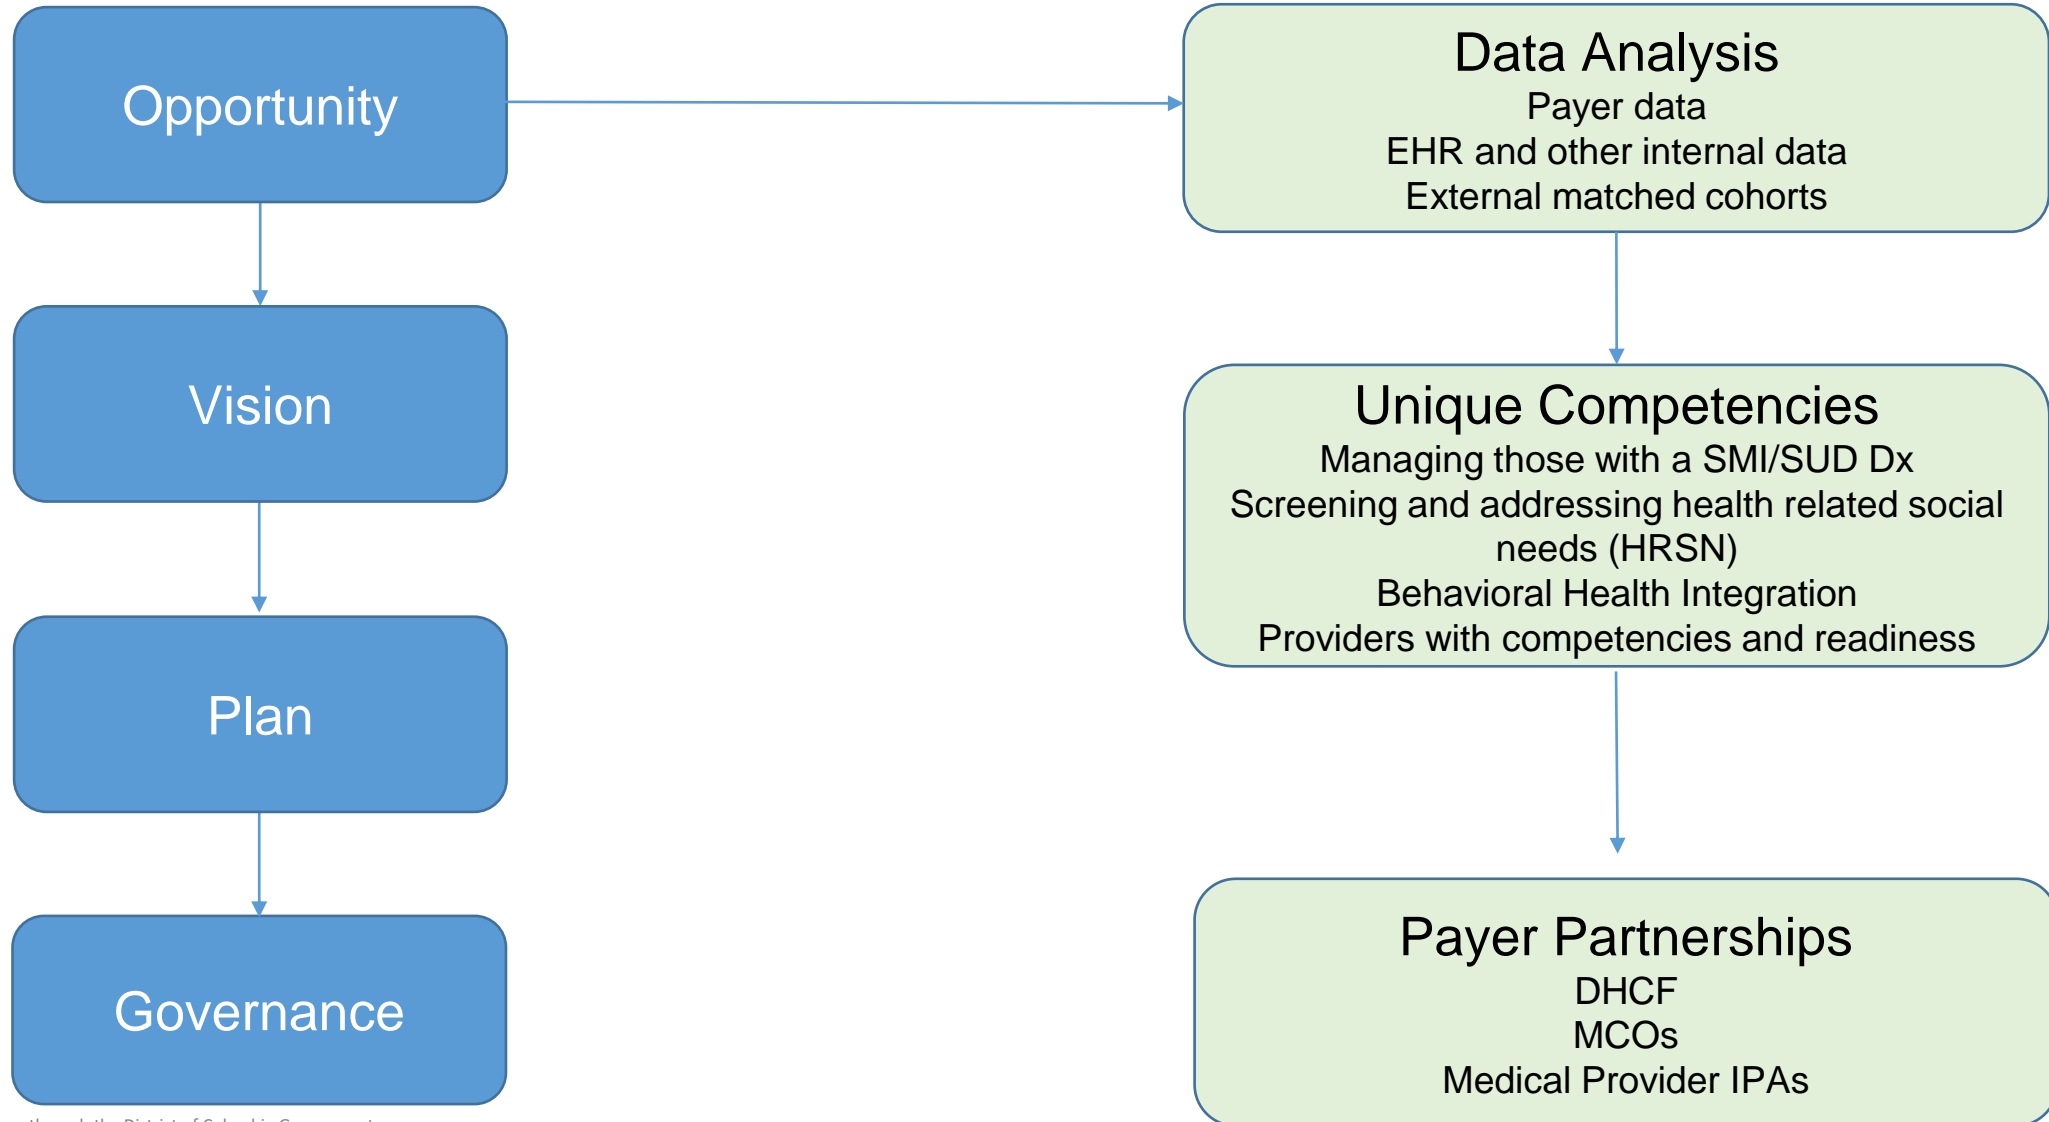 Opportunity
Vision
Plan
Governance
Data Analysis
Payer data
EHR and other internal data
External matched cohorts
Unique Competencies
Managing those with a SMI/SUD Dx
Screening and addressing health related social
needs (HRSN)
Behavioral Health Integration
Providers with competencies and readiness
Payer Partnerships
DHCF
MCOs
Medical Provider IPAs